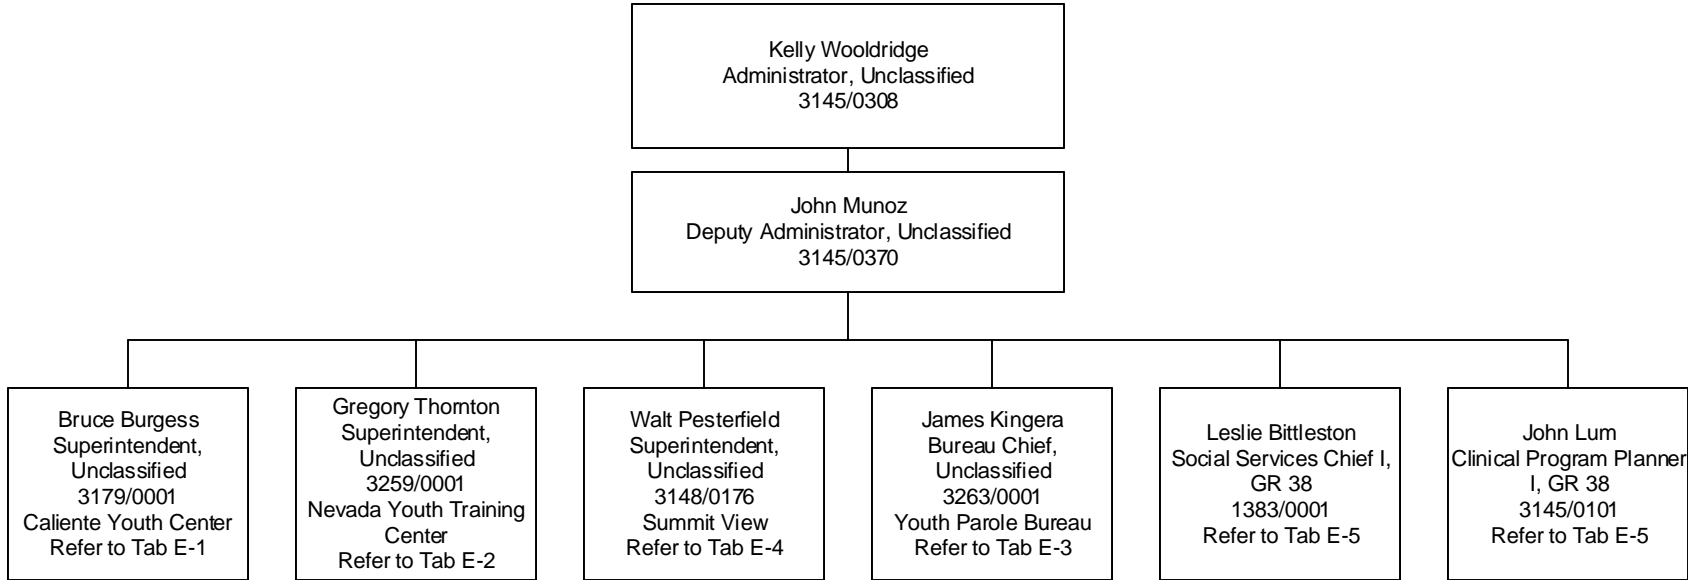 Kelly Wooldridge
Administrator, Unclassified
3145/0308
John Munoz
Deputy Administrator, Unclassified
3145/0370
Bruce Burgess
Superintendent,
Unclassified
3179/0001
Caliente Youth Center
Refer to Tab E-1
Gregory Thornton
Superintendent,
Unclassified
3259/0001
Nevada Youth Training
Center
Refer to Tab E-2
Walt Pesterfield
Superintendent,
Unclassified
3148/0176
Summit View
Refer to Tab E-4
James Kingera
Bureau Chief,
Unclassified
3263/0001
Youth Parole Bureau
Refer to Tab E-3
Leslie Bittleston
Social Services Chief I,
GR 38
1383/0001
Refer to Tab E-5
John Lum
Clinical Program Planner
I, GR 38
3145/0101
Refer to Tab E-5